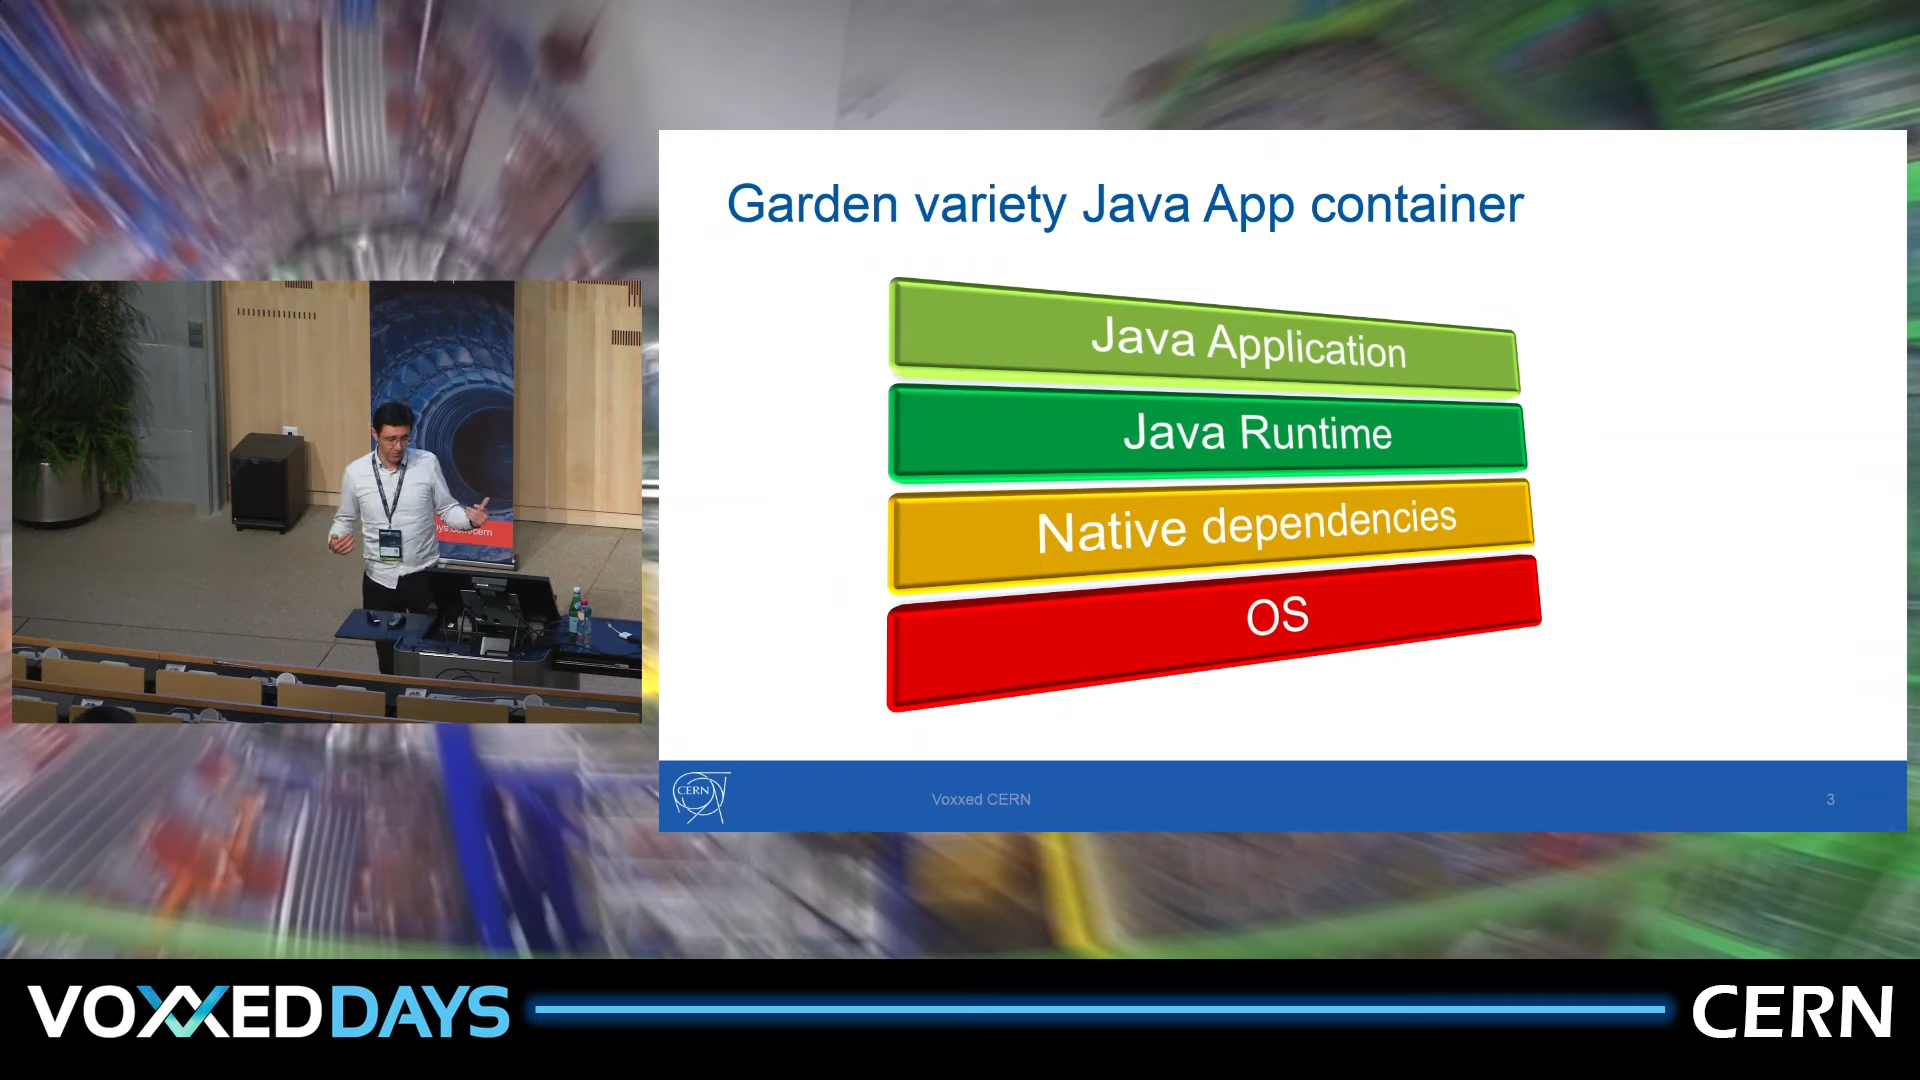 Garden variety Java App container
Java Application
Java Runtime
Native dependencies
OS
CERN
Voxxed CERN
3
VOXXEDDAYS
CERN